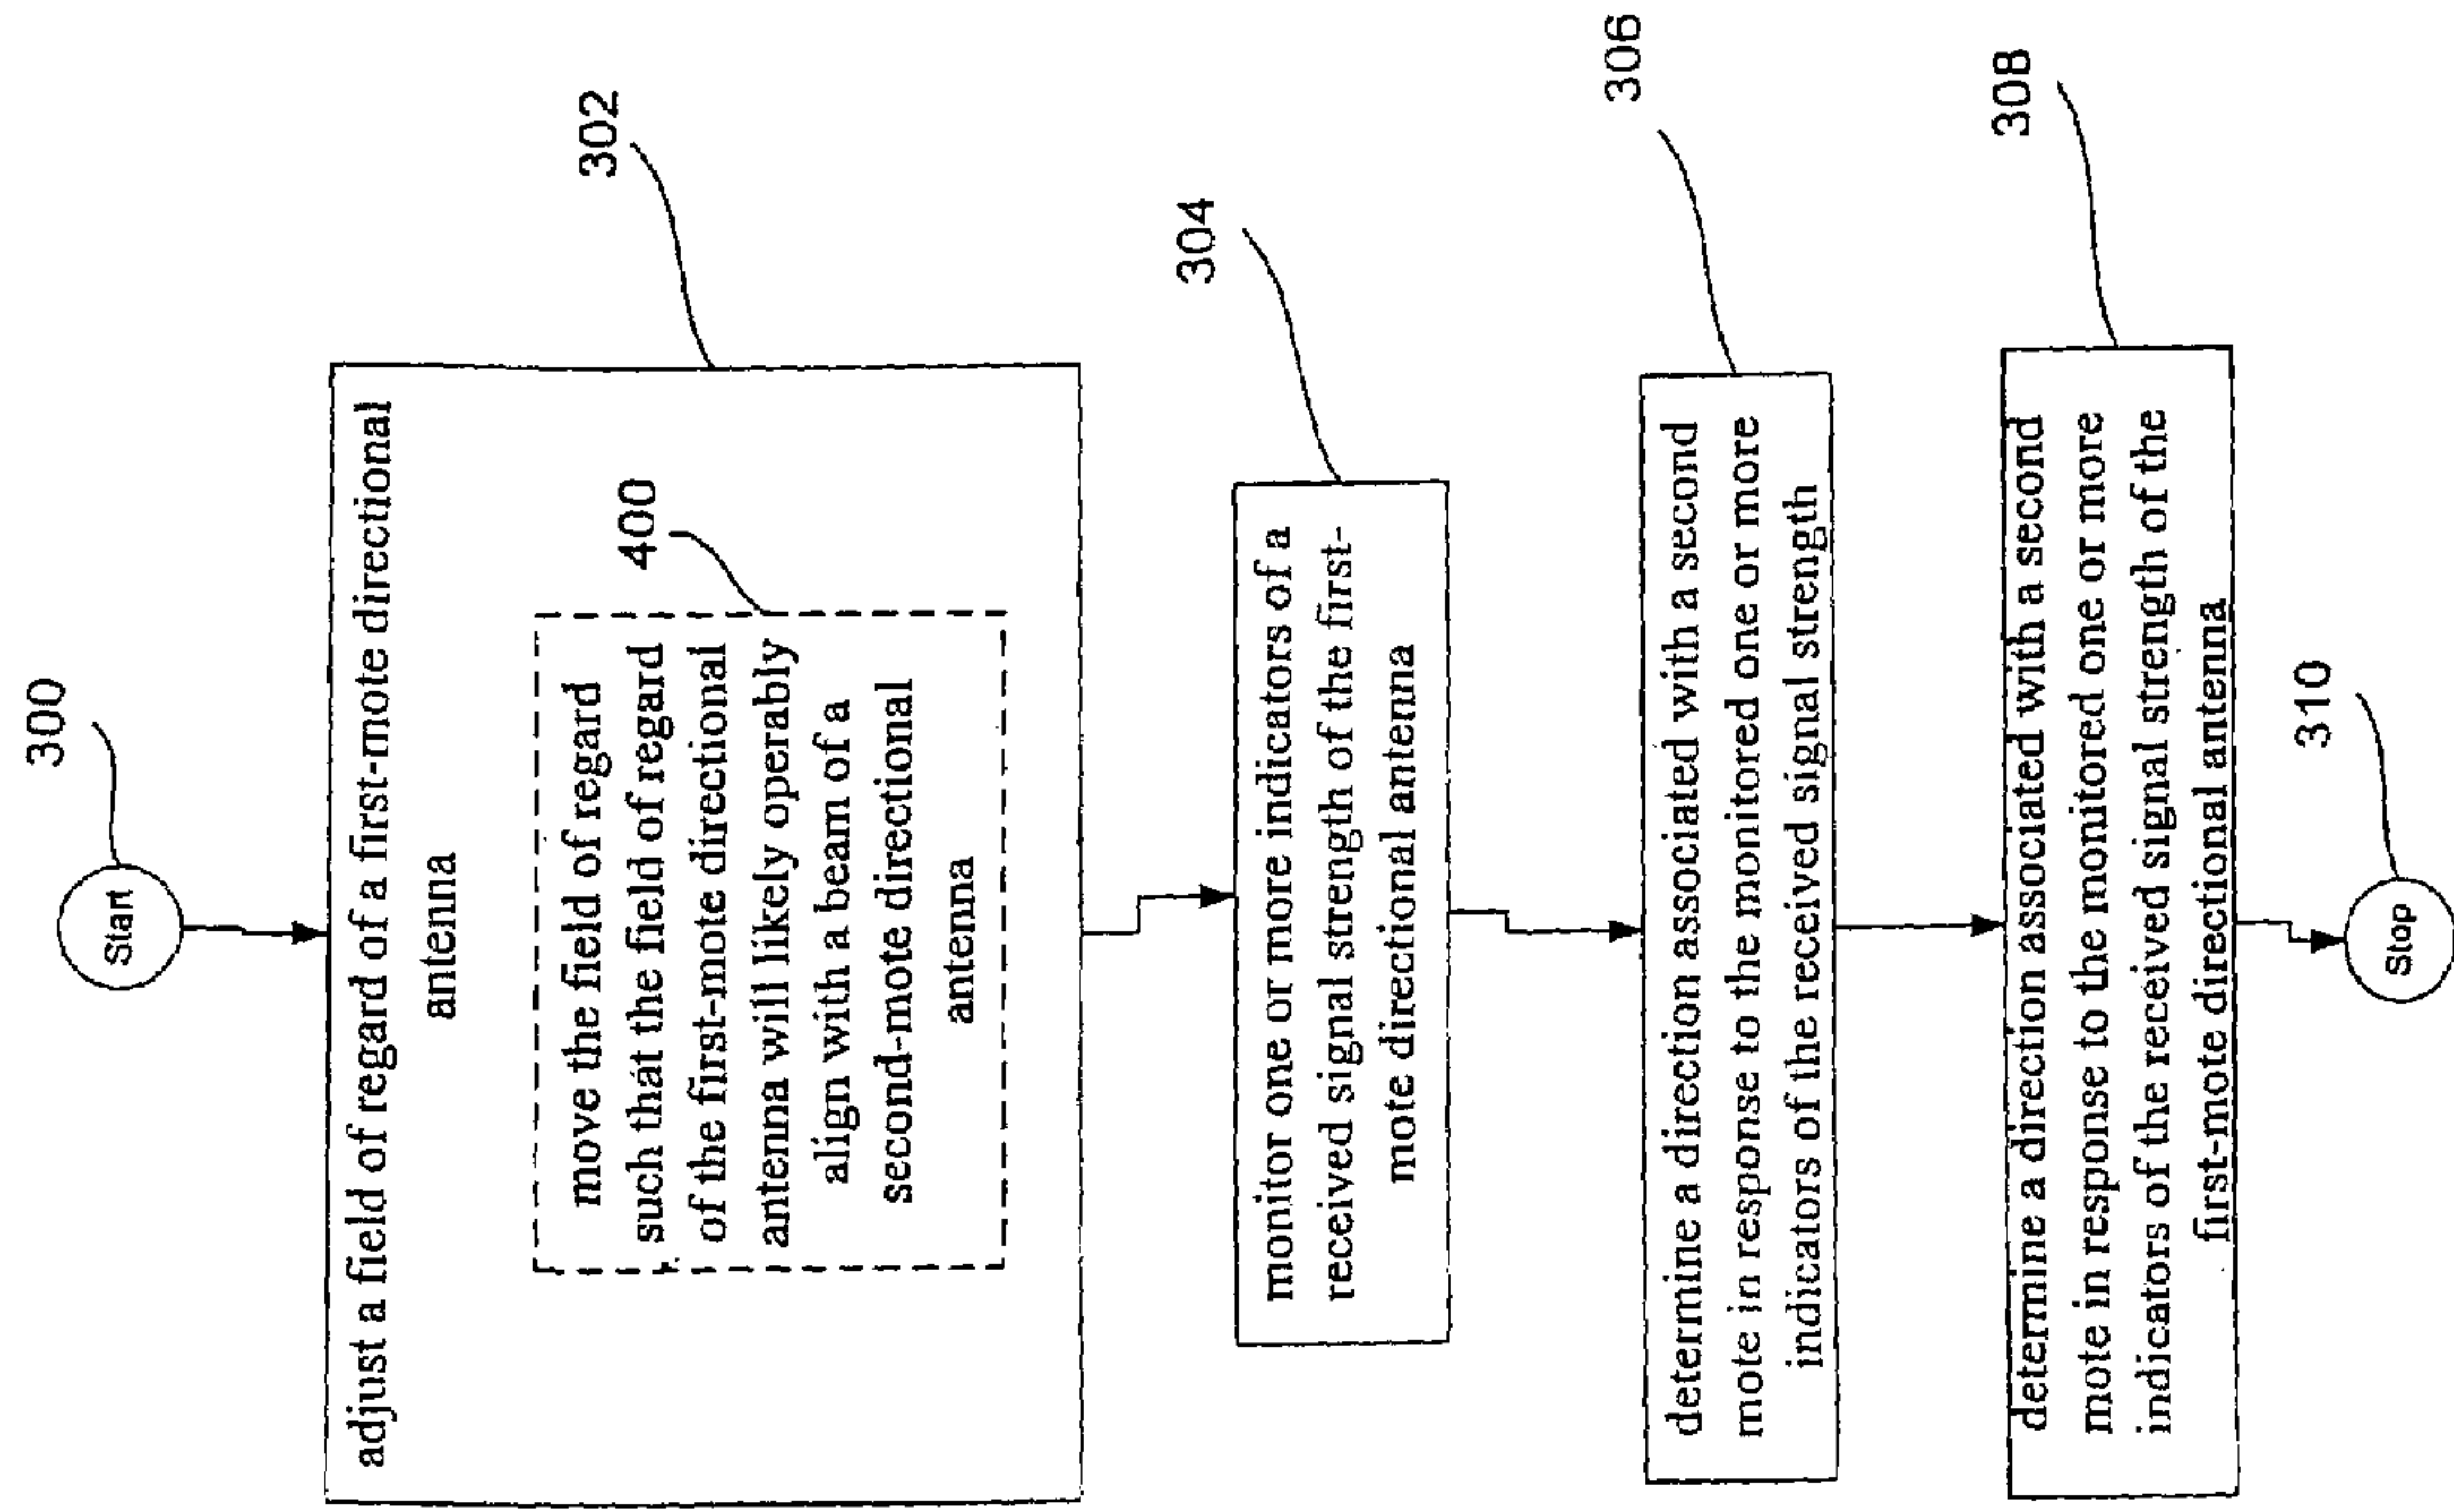 300
Start
302
adjust a field of regard of a first-mote directional
antenna
400
move the field of regard
such that the field of regard
of the first-mote directional
antenna will likely operably
align with a beam of a
second-mote directional
antenna
304
monitor one or more indicators of a
received signal strength of the first-
mote directional antenna
306
determine a direction associated with a second
mote in response to the monitored one or more
indicators of the received signal strength
308
determine a direction associated with a second
mote in response to the monitored one or more
indicators of the received signal strength of the
first-mote directional antenna
310
Stop